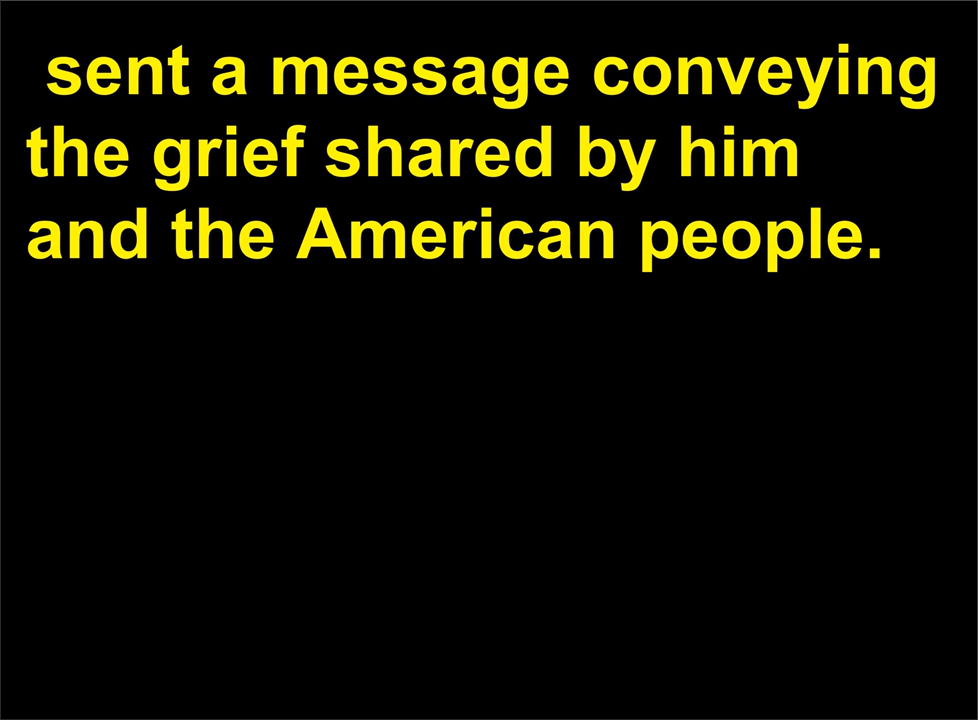 sent a message conveying
the grief shared by him
and the American people.